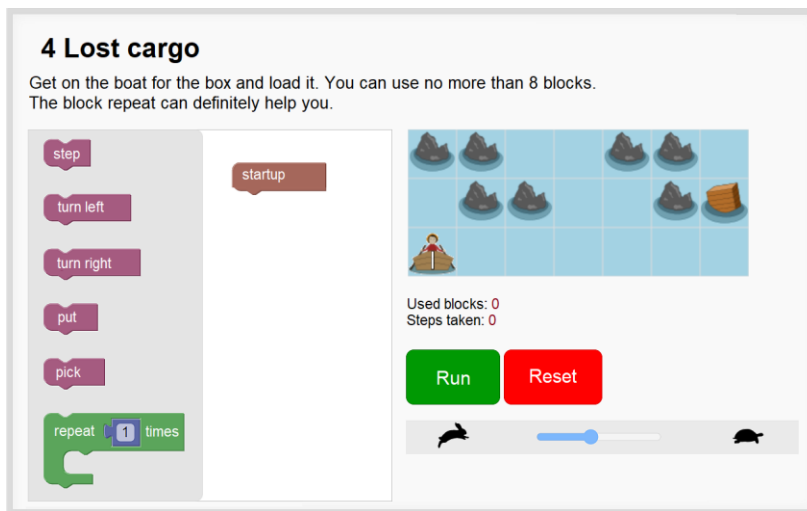 4 Lost cargo
Get on the boat for the box and load it. You can use no more than 8 blocks.
The block repeat can definitely help you.
step
startup
turn left
turn right
put
pick
repeat 1 times
Used blocks: 0
Steps taken: 0
Run
Reset